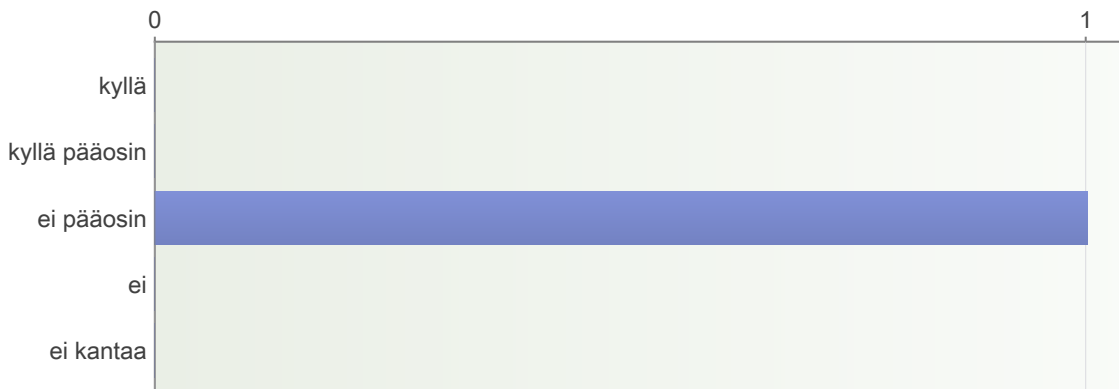 0 1
kyllä
kyllä pääosin
ei pääosin
ei
ei kantaa